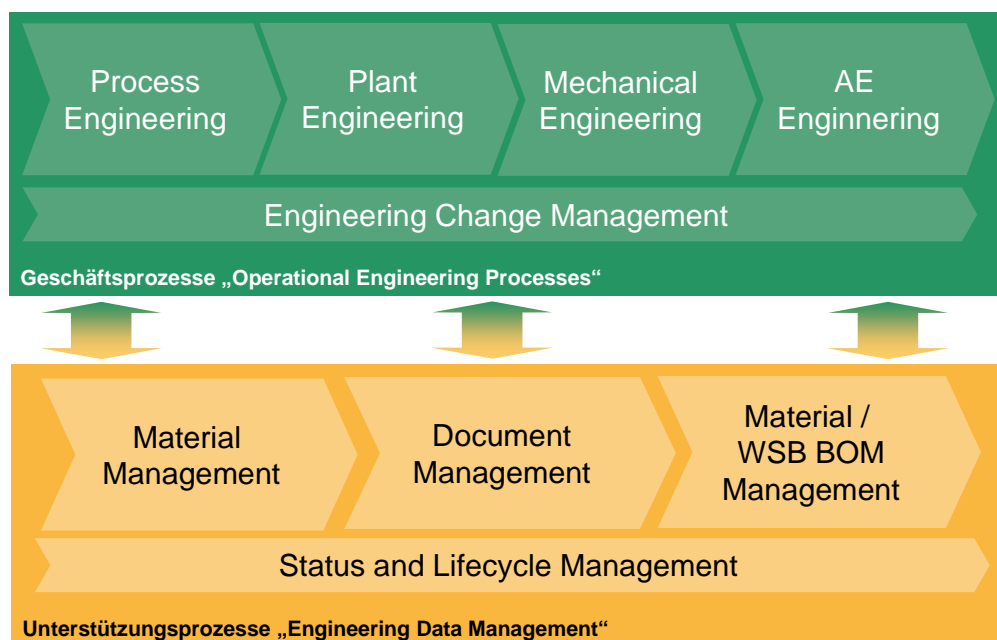 Process
Engineering
Plant
Engineering
Mechanical
Engineering
AE
Enginnering
Engineering Change Management
Geschäftsprozesse „Operational Engineering Processes“
Material
Management
Document
Management
Material /
WSB BOM
Management
Status and Lifecycle Management
Unterstützungsprozesse „Engineering Data Management“